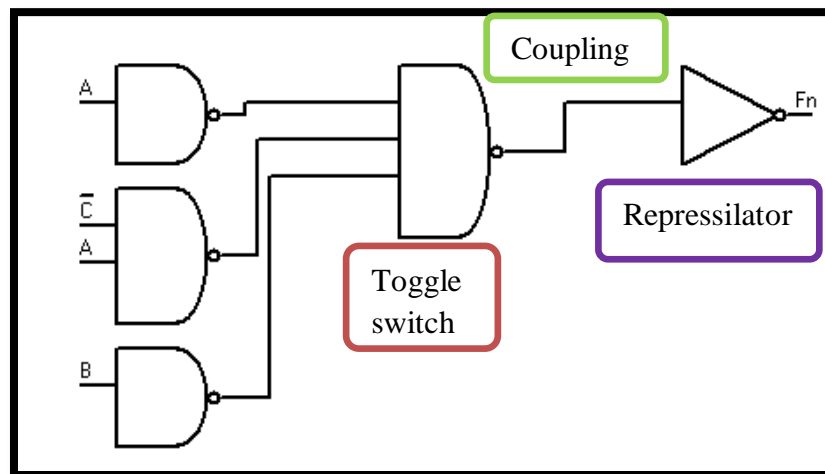 Coupling
A
Fn
C̅
A
Repressilator
Toggle
switch
B